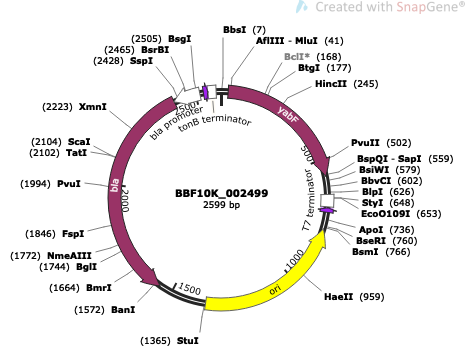 Created with SnapGene®
(2505) BsgI
(2465) BsrBI
(2428) SspI
BbsI (7)
AflIII - MluI (41)
BclI* (168)
BtgI (177)
HincII (245)
(2223) XmnI
(2104) ScaI
(2102) TatI
(1994) PvuI
(1846) FspI
(1772) NmeAIII
(1744) BglI
(1664) BmrI
(1572) BanI
(1365) StuI
PvuII (502)
BspQI - SapI (559)
BsiWI (579)
BbvCI (602)
BlpI (626)
StyI (648)
EcoO109I (653)
ApoI (736)
BseRI (760)
BsmI (766)
HaeII (959)
bla promoter
tonB terminator
yabF
T7 terminator
ori
bla
500
1000
1500
2000
2500
BBF10K_002499
2599 bp